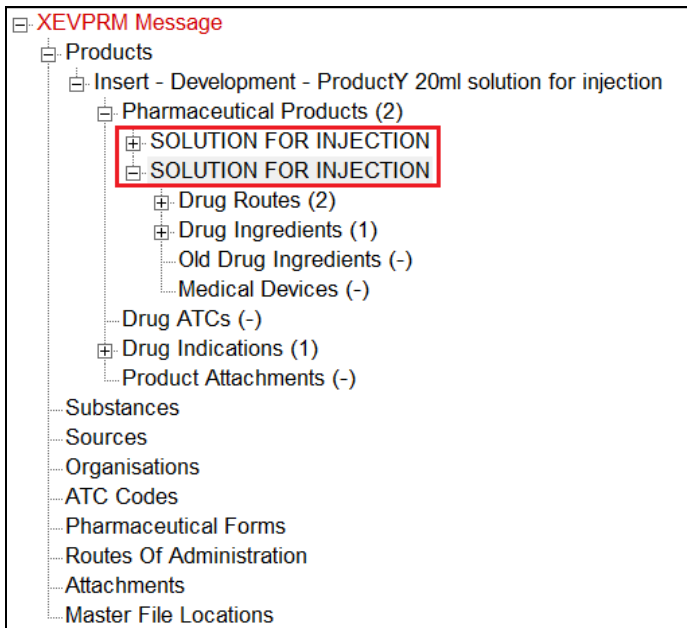 XEVPRM Message
Products
Insert - Development - ProductY 20ml solution for injection
Pharmaceutical Products (2)
SOLUTION FOR INJECTION
SOLUTION FOR INJECTION
Drug Routes (2)
Drug Ingredients (1)
Old Drug Ingredients (-)
Medical Devices (-)
Drug ATCs (-)
Drug Indications (1)
Product Attachments (-)
Substances
Sources
Organisations
ATC Codes
Pharmaceutical Forms
Routes Of Administration
Attachments
Master File Locations